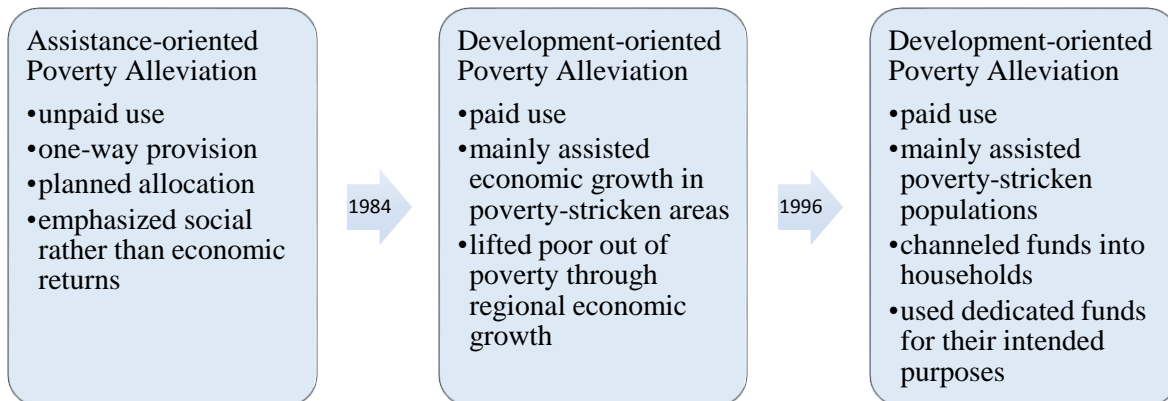 Assistance-oriented
Poverty Alleviation
•unpaid use
•one-way provision
•planned allocation
•emphasized social
rather than economic
returns
1984
Development-oriented
Poverty Alleviation
•paid use
•mainly assisted
economic growth in
poverty-stricken areas
•lifted poor out of
poverty through
regional economic
growth
1996
Development-oriented
Poverty Alleviation
•paid use
•mainly assisted
poverty-stricken
populations
•channeled funds into
households
•used dedicated funds
for their intended
purposes